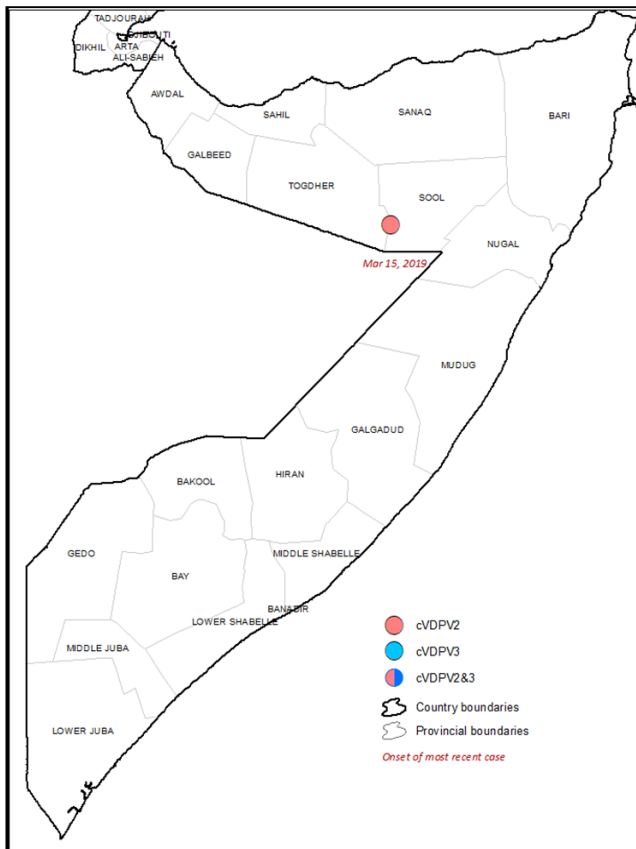 TADJOURAH
DJIBOUTI
DIKHIL
ARTA
ALI-SABIEH
AWDAL
SAHIL
SANAQ
BARI
GALBEED
TOGDHER
SOOL
NUGAL
Mar 15, 2019
MUDUG
GALGADUD
HIRAN
BAKOOL
GEDO
BAY
MIDDLE SHABELLE
BANADIR
LOWER SHABELLE
MIDDLE JUBA
LOWER JUBA
cVDPV2
cVDPV3
cVDPV2&3
Country boundaries
Provincial boundaries
Onset of most recent case